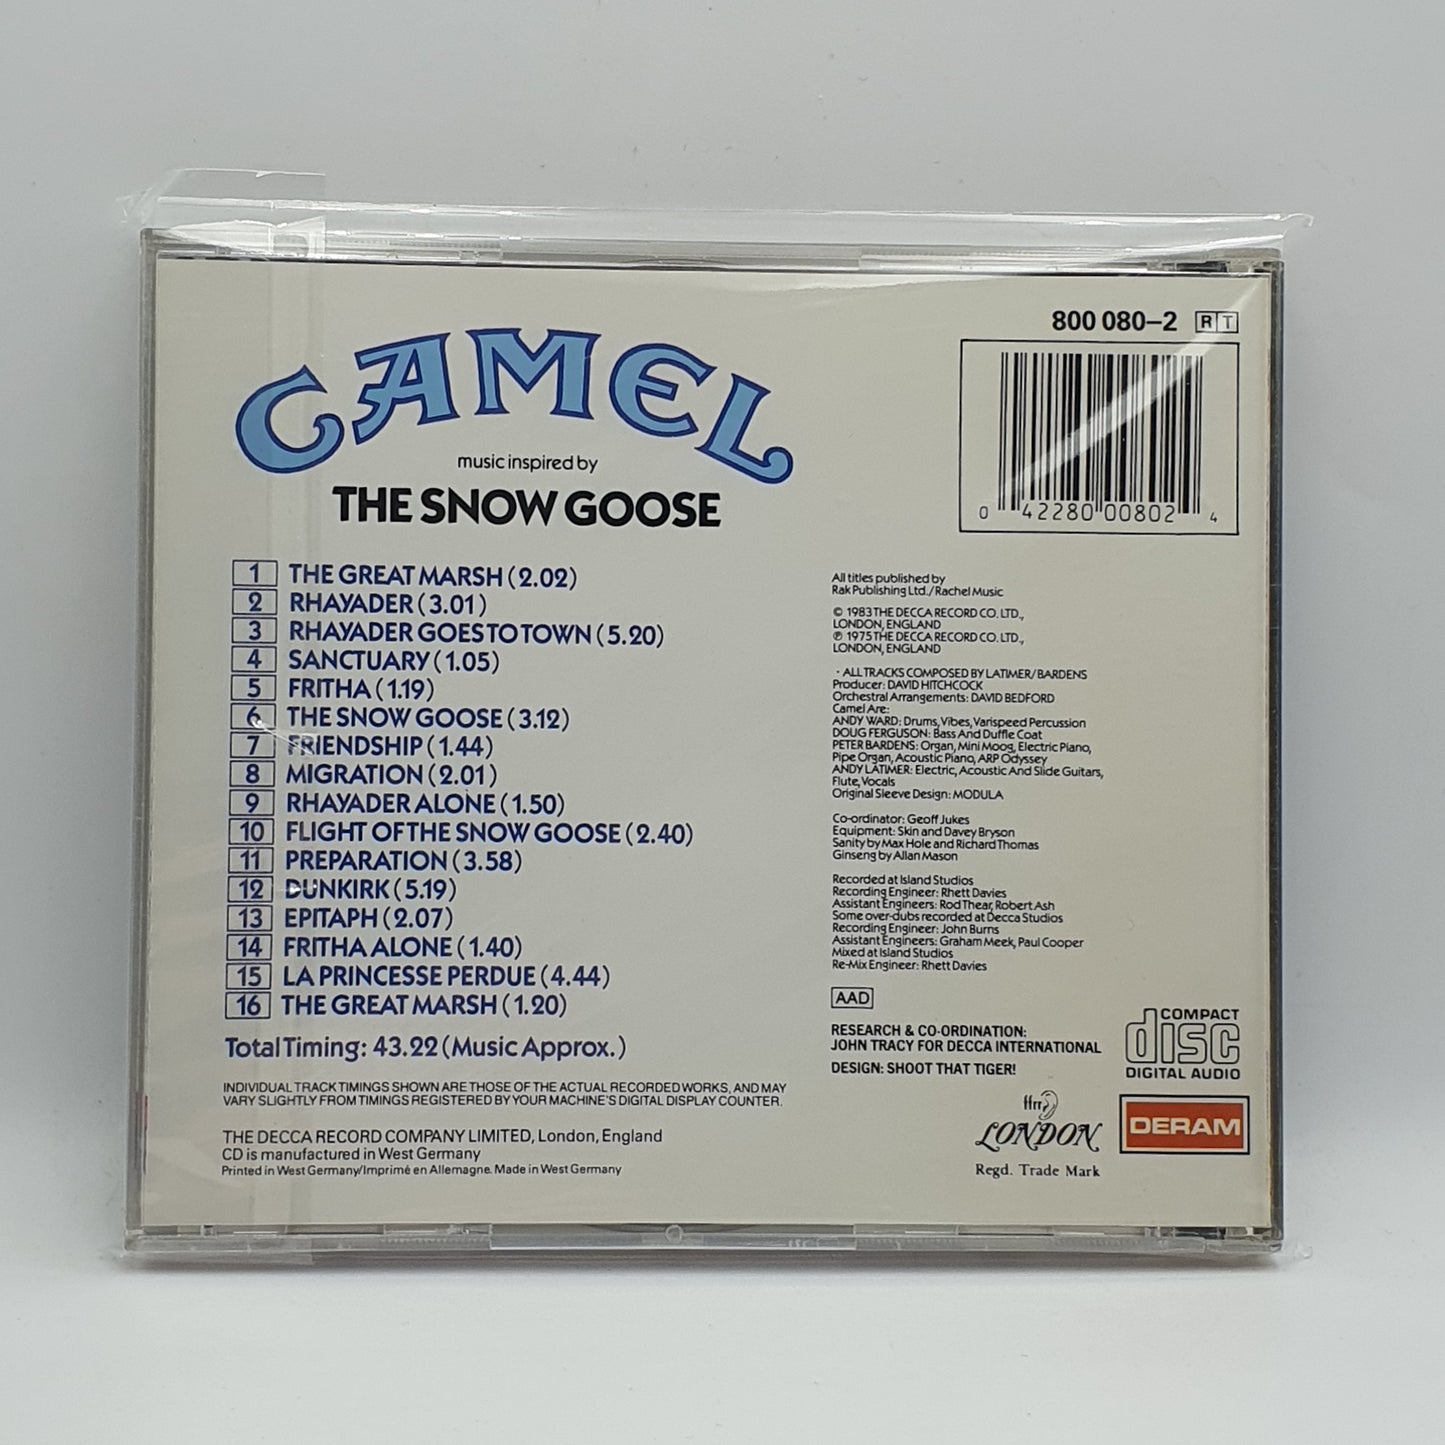 800 080–2 RT
CAMEL
music inspired by
THE SNOW GOOSE
0 42280 00802 4
1 THE GREAT MARSH (2.02)
2 RHAYADER (3.01)
3 RHAYADER GOES TO TOWN (5.20)
4 SANCTUARY (1.05)
5 FRITHA (1.19)
6 THE SNOW GOOSE (3.12)
7 FRIENDSHIP (1.44)
8 MIGRATION (2.01)
9 RHAYADER ALONE (1.50)
10 FLIGHT OF THE SNOW GOOSE (2.40)
11 PREPARATION (3.58)
12 DUNKIRK (5.19)
13 EPITAPH (2.07)
14 FRITHA ALONE (1.40)
15 LA PRINCESSE PERDUE (4.44)
16 THE GREAT MARSH (1.20)
Total Timing: 43.22 (Music Approx.)
INDIVIDUAL TRACK TIMINGS SHOWN ARE THOSE OF THE ACTUAL RECORDED WORKS, AND MAY
VARY SLIGHTLY FROM TIMINGS REGISTERED BY YOUR MACHINE'S DIGITAL DISPLAY COUNTER.
THE DECCA RECORD COMPANY LIMITED, London, England
CD is manufactured in West Germany
Printed in West Germany/Imprimé en Allemagne. Made in West Germany
All titles published by
Rak Publishing Ltd./Rachel Music
© 1983 THE DECCA RECORD CO. LTD.,
LONDON, ENGLAND
℗ 1975 THE DECCA RECORD CO. LTD.,
LONDON, ENGLAND
· ALL TRACKS COMPOSED BY LATIMER/BARDENS
Producer: DAVID HITCHCOCK
Orchestral Arrangements: DAVID BEDFORD
Camel Are:
ANDY WARD: Drums, Vibes, Varispeed Percussion
DOUG FERGUSON: Bass And Duffle Coat
PETER BARDENS: Organ, Mini Moog, Electric Piano,
Pipe Organ, Acoustic Piano, ARP Odyssey
ANDY LATIMER: Electric, Acoustic And Slide Guitars,
Flute, Vocals
Original Sleeve Design: MODULA
Co-ordinator: Geoff Jukes
Equipment: Skin and Davey Bryson
Sanity by Max Hole and Richard Thomas
Ginseng by Allan Mason
Recorded at Island Studios
Recording Engineer: Rhett Davies
Assistant Engineers: Rod Thear, Robert Ash
Some over-dubs recorded at Decca Studios
Recording Engineer: John Burns
Assistant Engineers: Graham Meek, Paul Cooper
Mixed at Island Studios
Re-Mix Engineer: Rhett Davies
AAD
RESEARCH & CO-ORDINATION:
JOHN TRACY FOR DECCA INTERNATIONAL
DESIGN: SHOOT THAT TIGER!
COMPACT
disc
DIGITAL AUDIO
ffrr
LONDON
Regd. Trade Mark
DERAM